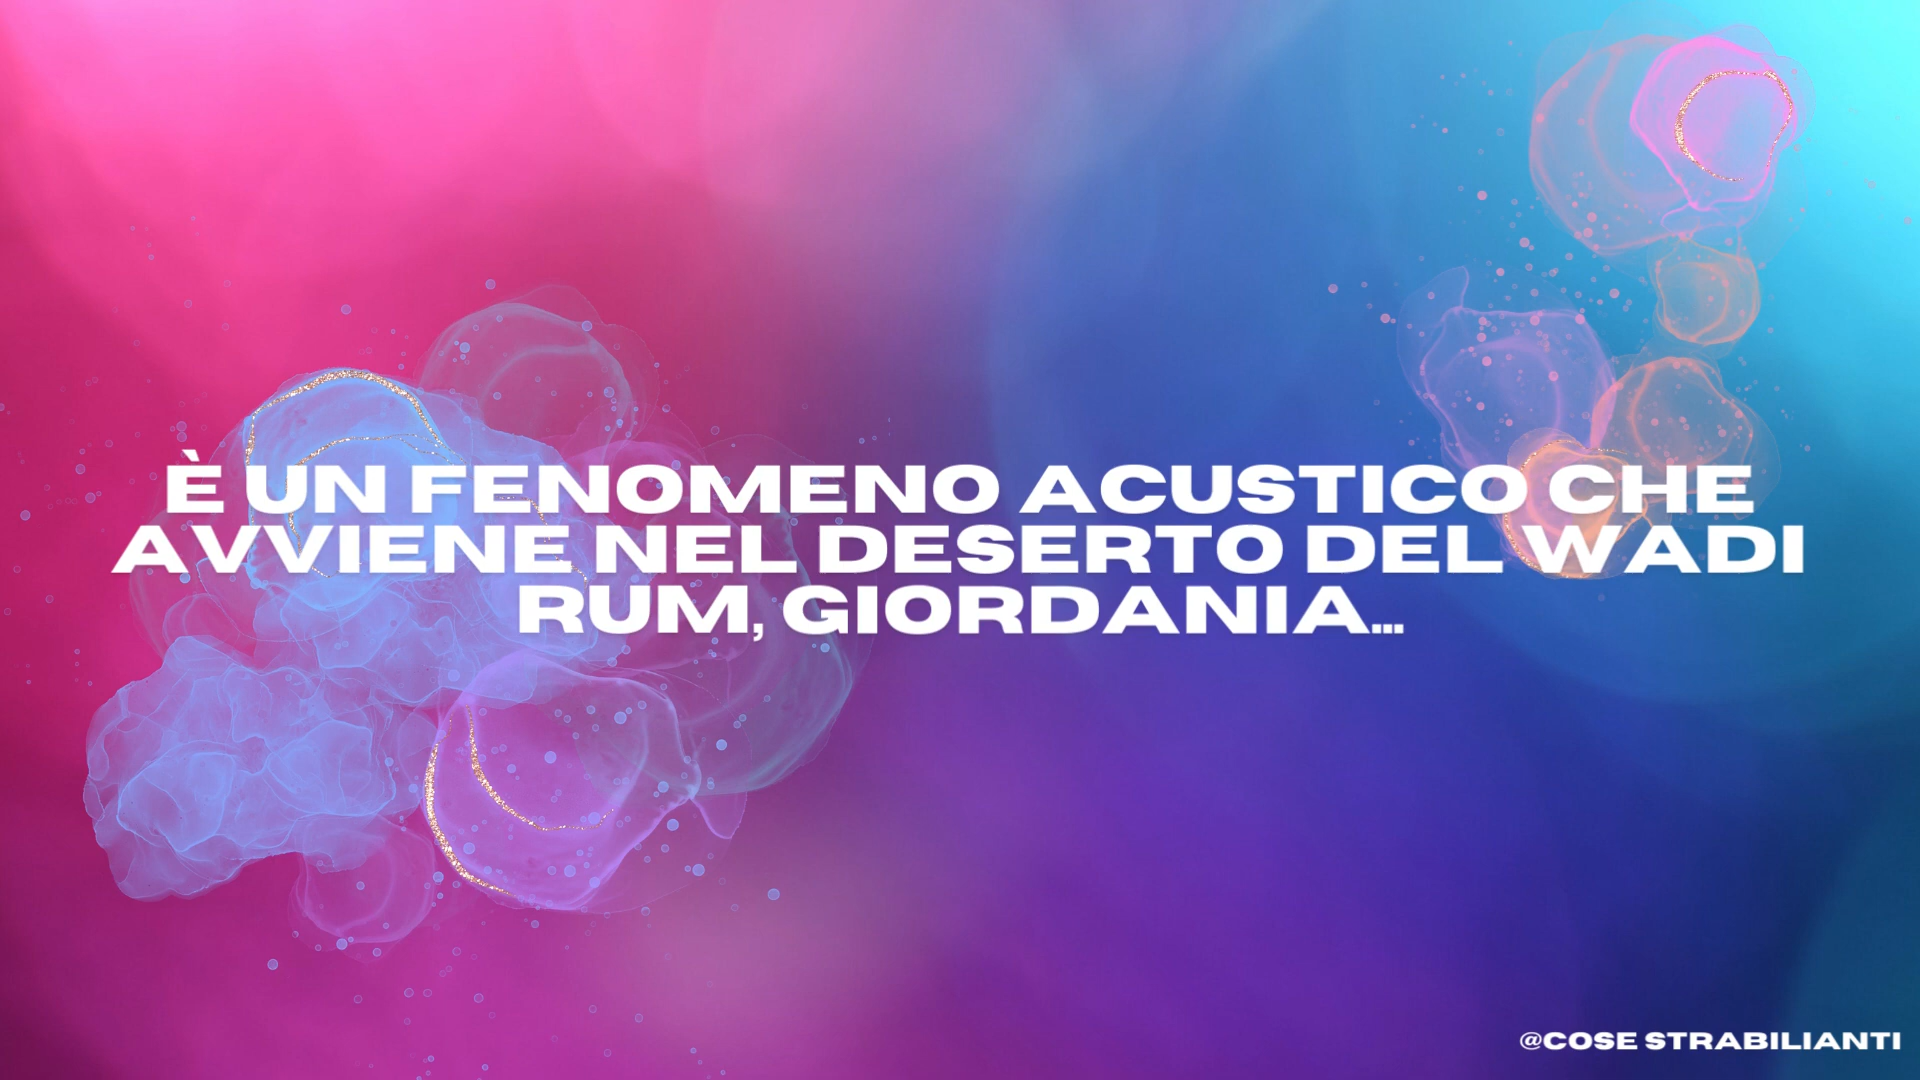 È UN FENOMENO ACUSTICO CHE
AVVIENE NEL DESERTO DEL WADI
RUM, GIORDANIA...
@COSE STRABILIANTI